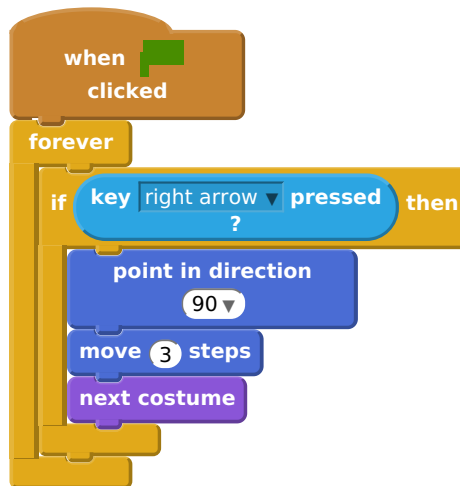 when
clicked
forever
if key right arrow ▼ pressed then
?
point in direction
90 ▼
move 3 steps
next costume